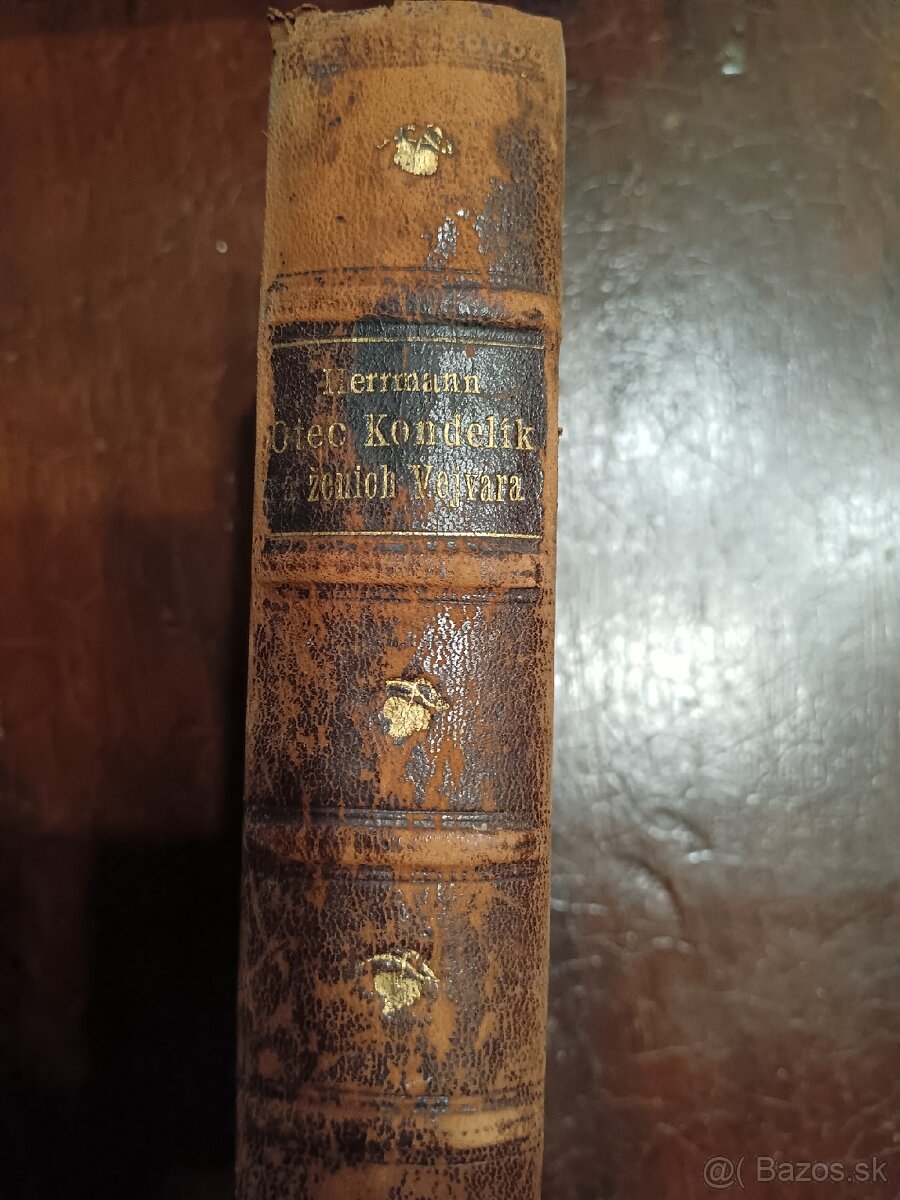 Herrmann
Otec Kondelík
a ženich Vejvara
@( Bazos.sk